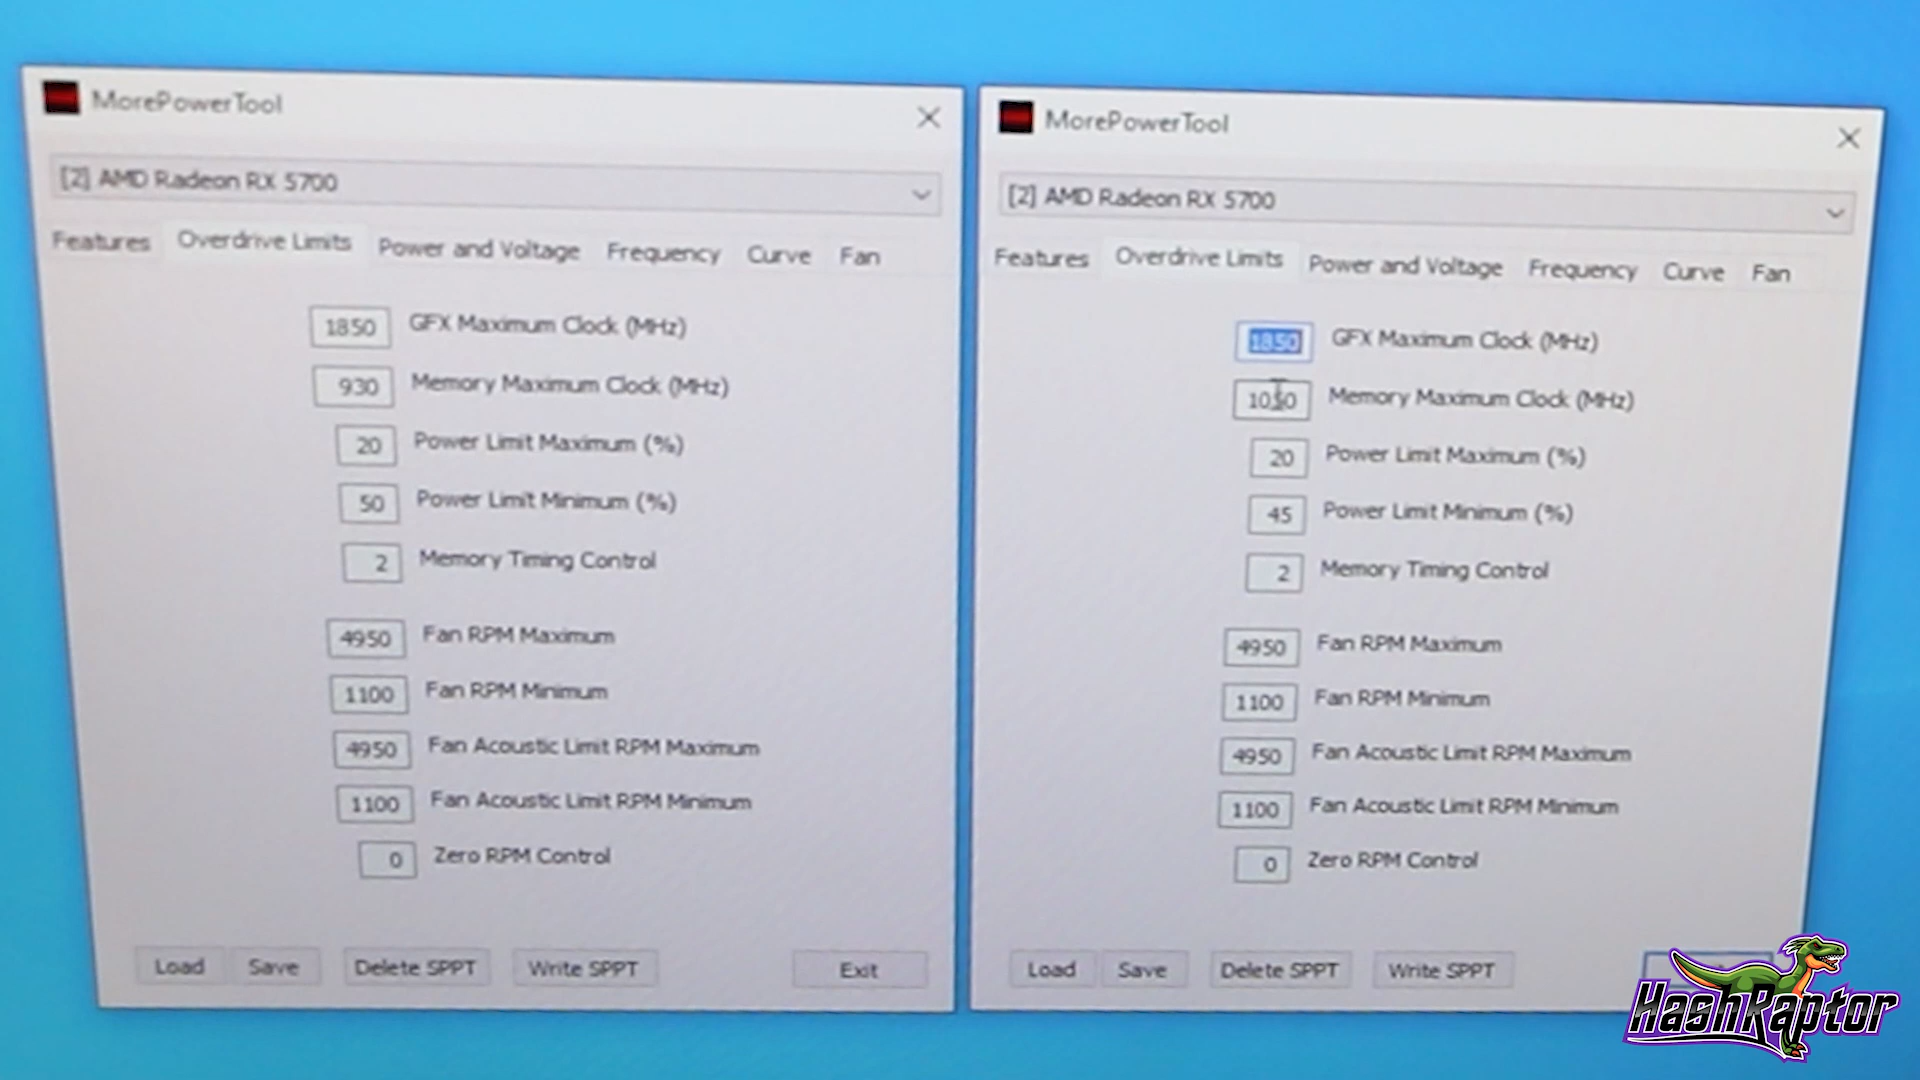 MorePowerTool
[2] AMD Radeon RX 5700
Features Overdrive Limits Power and Voltage Frequency Curve Fan
1850 GFX Maximum Clock (MHz)
930 Memory Maximum Clock (MHz)
20 Power Limit Maximum (%)
50 Power Limit Minimum (%)
2 Memory Timing Control
4950 Fan RPM Maximum
1100 Fan RPM Minimum
4950 Fan Acoustic Limit RPM Maximum
1100 Fan Acoustic Limit RPM Minimum
0 Zero RPM Control
Load Save Delete SPPT Write SPPT Exit
MorePowerTool
[2] AMD Radeon RX 5700
Features Overdrive Limits Power and Voltage Frequency Curve Fan
1850 GFX Maximum Clock (MHz)
Memory Maximum Clock (MHz)
20 Power Limit Maximum (%)
45 Power Limit Minimum (%)
2 Memory Timing Control
4950 Fan RPM Maximum
1100 Fan RPM Minimum
4950 Fan Acoustic Limit RPM Maximum
1100 Fan Acoustic Limit RPM Minimum
0 Zero RPM Control
Load Save Delete SPPT Write SPPT
HashRaptor